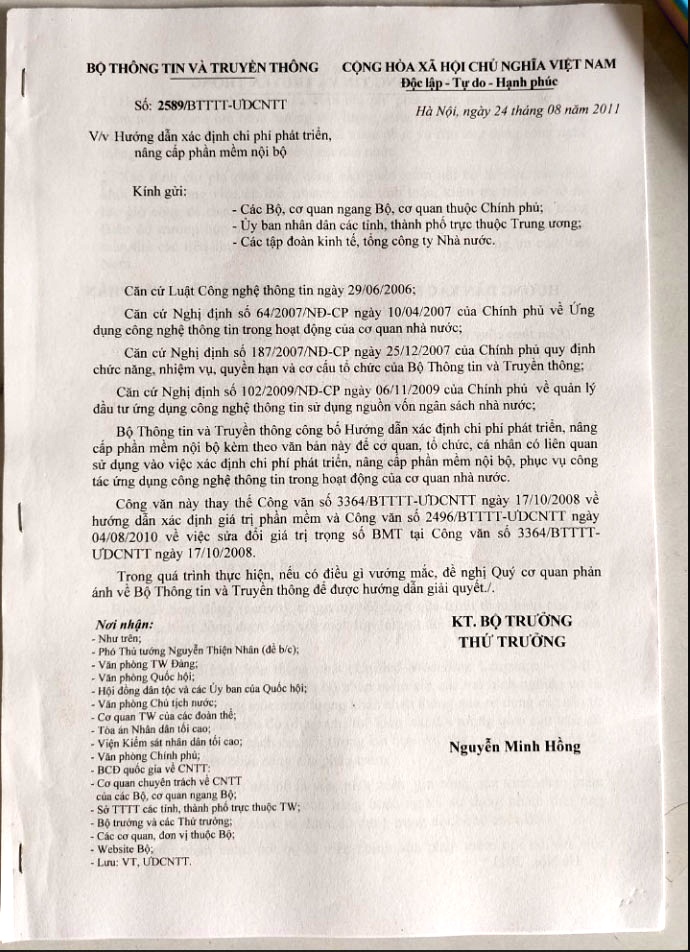 BỘ THÔNG TIN VÀ TRUYỀN THÔNG
CỘNG HÒA XÃ HỘI CHỦ NGHĨA VIỆT NAM
Độc lập - Tự do - Hạnh phúc
Số: 2589/BTTTT-ƯDCNTT
Hà Nội, ngày 24 tháng 08 năm 2011
V/v Hướng dẫn xác định chi phí phát triển,
nâng cấp phần mềm nội bộ
Kính gửi:
- Các Bộ, cơ quan ngang Bộ, cơ quan thuộc Chính phủ;
- Ủy ban nhân dân các tỉnh, thành phố trực thuộc Trung ương;
- Các tập đoàn kinh tế, tổng công ty Nhà nước.
Căn cứ Luật Công nghệ thông tin ngày 29/06/2006;
Căn cứ Nghị định số 64/2007/NĐ-CP ngày 10/04/2007 của Chính phủ về Ứng
dụng công nghệ thông tin trong hoạt động của cơ quan nhà nước;
Căn cứ Nghị định số 187/2007/NĐ-CP ngày 25/12/2007 của Chính phủ quy định
chức năng, nhiệm vụ, quyền hạn và cơ cấu tổ chức của Bộ Thông tin và Truyền thông;
Căn cứ Nghị định số 102/2009/NĐ-CP ngày 06/11/2009 của Chính phủ về quản lý
đầu tư ứng dụng công nghệ thông tin sử dụng nguồn vốn ngân sách nhà nước;
Bộ Thông tin và Truyền thông công bố Hướng dẫn xác định chi phí phát triển, nâng
cấp phần mềm nội bộ kèm theo văn bản này để cơ quan, tổ chức, cá nhân có liên quan
sử dụng vào việc xác định chi phí phát triển, nâng cấp phần mềm nội bộ, phục vụ công
tác ứng dụng công nghệ thông tin trong hoạt động của cơ quan nhà nước.
Công văn này thay thế Công văn số 3364/BTTTT-ƯDCNTT ngày 17/10/2008 về
hướng dẫn xác định giá trị phần mềm và Công văn số 2496/BTTTT-ƯDCNTT ngày
04/08/2010 về việc sửa đổi giá trị trọng số BMT tại Công văn số 3364/BTTTT-
ƯDCNTT ngày 17/10/2008.
Trong quá trình thực hiện, nếu có điều gì vướng mắc, đề nghị Quý cơ quan phản
ánh về Bộ Thông tin và Truyền thông để được hướng dẫn giải quyết./.
Nơi nhận:
- Như trên;
- Phó Thủ tướng Nguyễn Thiện Nhân (để b/c);
- Văn phòng TW Đảng;
- Văn phòng Quốc hội;
- Hội đồng dân tộc và các Ủy ban của Quốc hội;
- Văn phòng Chủ tịch nước;
- Cơ quan TW của các đoàn thể;
- Tòa án Nhân dân tối cao;
- Viện Kiểm sát nhân dân tối cao;
- Văn phòng Chính phủ;
- BCĐ quốc gia về CNTT;
- Cơ quan chuyên trách về CNTT
của các Bộ, cơ quan ngang Bộ;
- Sở TTTT các tỉnh, thành phố trực thuộc TW;
- Bộ trưởng và các Thứ trưởng;
- Các cơ quan, đơn vị thuộc Bộ;
- Website Bộ;
- Lưu: VT, ƯDCNTT.
KT. BỘ TRƯỞNG
THỨ TRƯỞNG
Nguyễn Minh Hồng